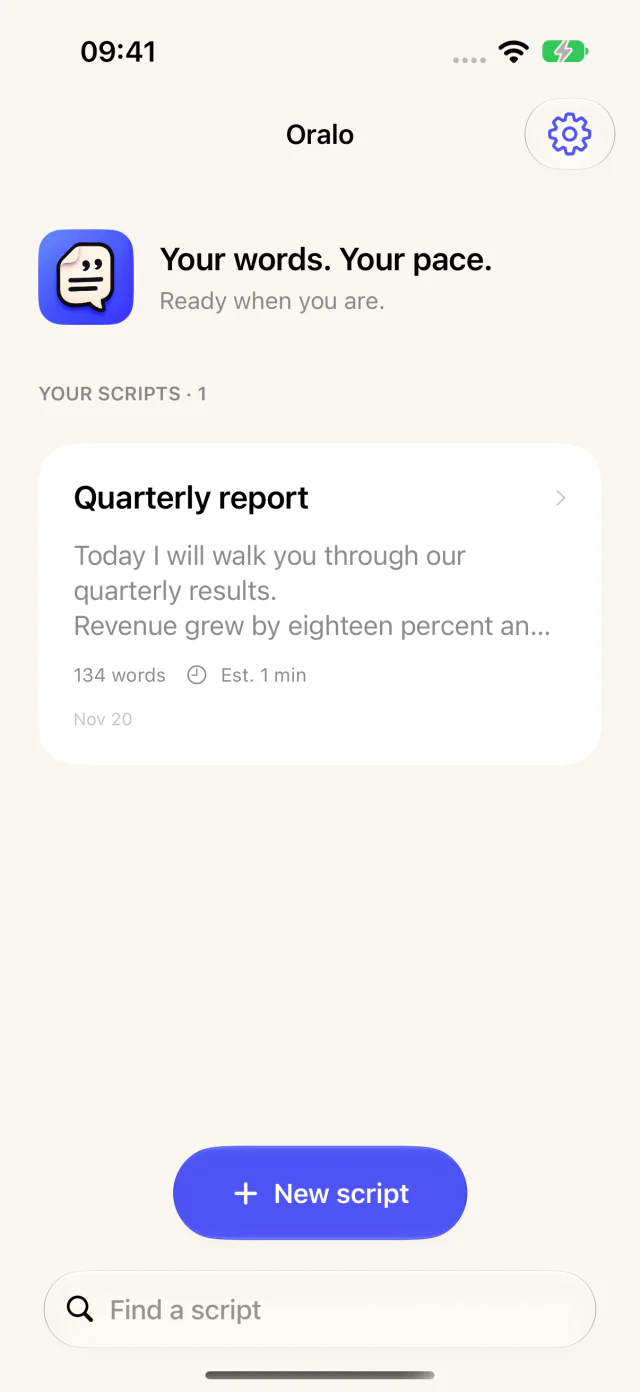 09:41
Oralo
Your words. Your pace.
Ready when you are.
YOUR SCRIPTS · 1
Quarterly report
Today I will walk you through our
quarterly results.
Revenue grew by eighteen percent an...
134 words Est. 1 min
Nov 20
+ New script
Find a script